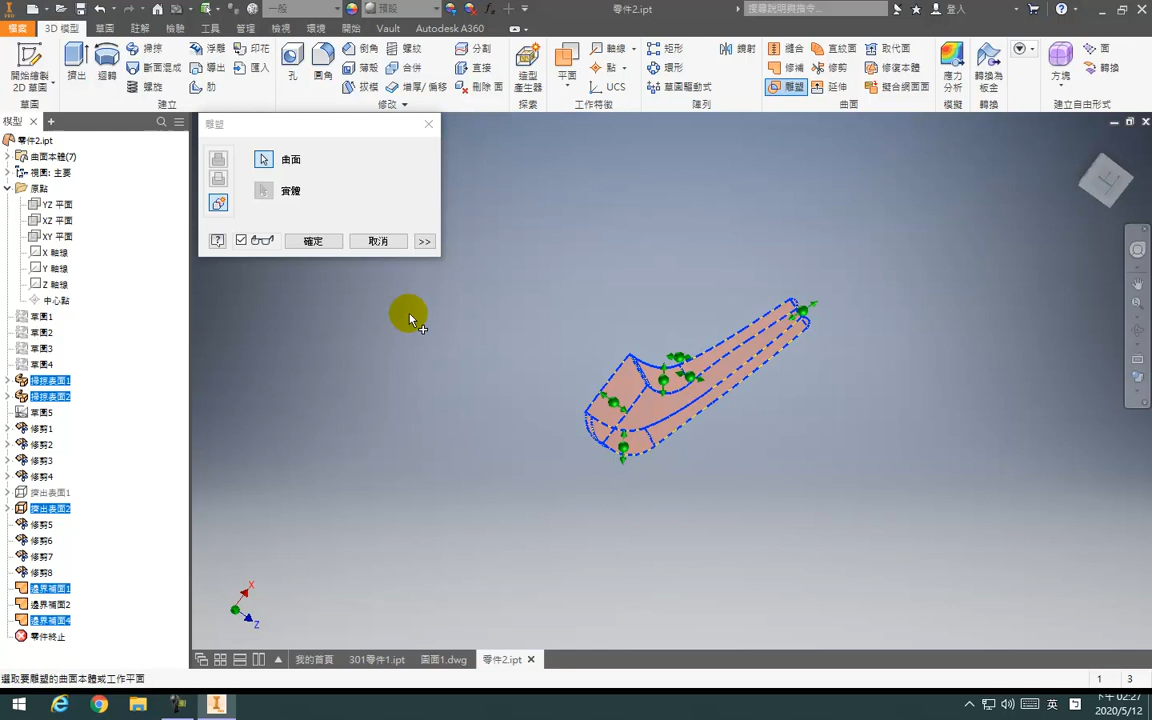 一般
預設
零件2.ipt
搜尋說明與指令...
登入
檔案 3D 模型 草圖 註解 檢驗 工具 管理 檢視 環境 開始 Vault Autodesk A360
開始繪製 2D 草圖
草圖
擠出 迴轉 掃掠 浮雕 印花
斷面混成 導出 匯入
螺旋 肋
建立
孔 圓角 倒角 螺紋 分割
薄殼 合併 直接
拔模 增厚/偏移 刪除 面
修改
造型產生器
探索
平面 軸線
點
UCS
工作特徵
矩形 鏡射
環形
草圖驅動式
陣列
縫合 直紋面 取代面
修補 修剪 修復本體
雕塑 延伸 擬合網面面
曲面
應力分析
模擬
轉換為板金
轉換
方塊 面
轉換
建立自由形式
模型
零件2.ipt
曲面本體(7)
視圖: 主要
原點
YZ 平面
XZ 平面
XY 平面
X 軸線
Y 軸線
Z 軸線
中心點
草圖1
草圖2
草圖3
草圖4
掃掠表面1
掃掠表面2
草圖5
修剪1
修剪2
修剪3
修剪4
擠出表面1
擠出表面2
修剪5
修剪6
修剪7
修剪8
邊界補面1
邊界補面2
邊界補面4
零件終止
雕塑
曲面
實體
確定 取消 >>
X
Z
我的首頁 301零件1.ipt 圖面1.dwg 零件2.ipt
選取要雕塑的曲面本體或工作平面
1 3
英
下午 02:27
2020/5/12